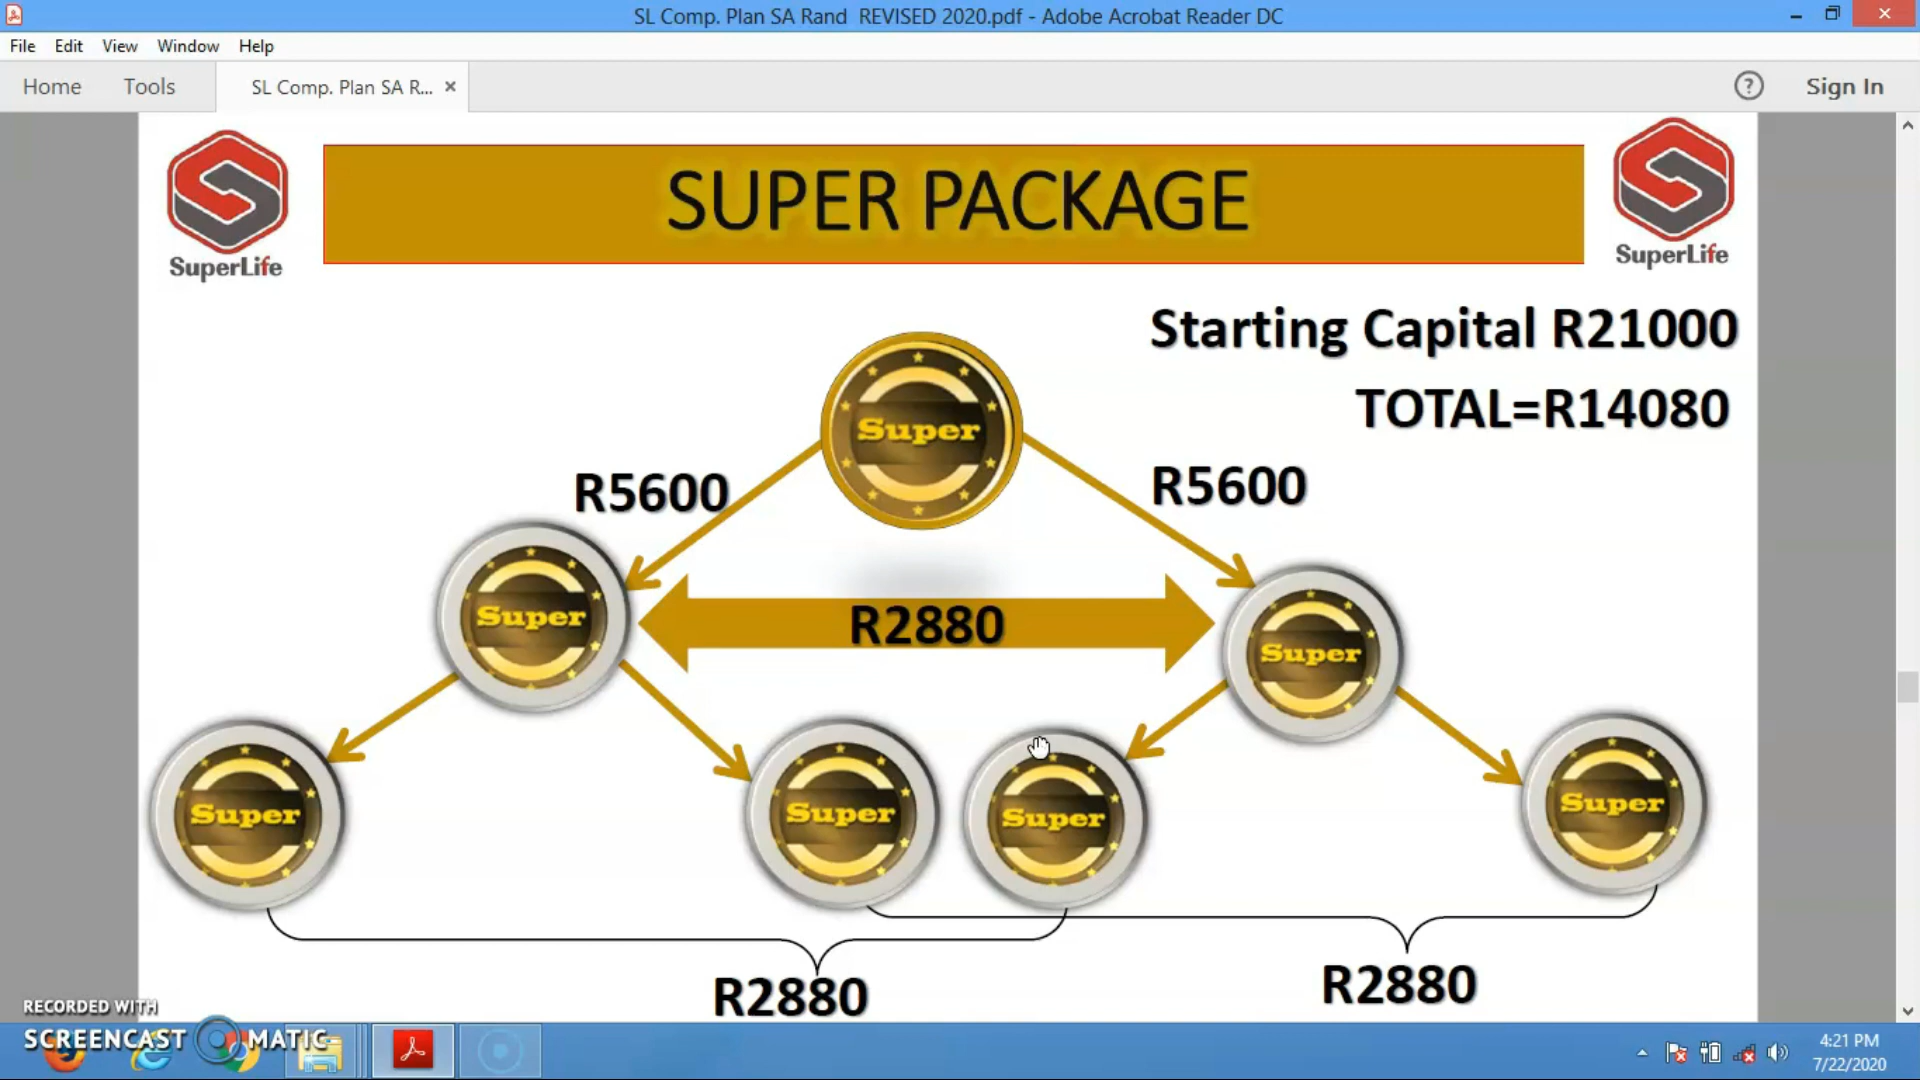 SL Comp. Plan SA Rand  REVISED 2020.pdf - Adobe Acrobat Reader DC
File Edit View Window Help
Home Tools SL Comp. Plan SA R... × ? Sign In
SuperLife
SUPER PACKAGE
SuperLife
Starting Capital R21000
TOTAL=R14080
Super
R5600
R5600
Super
R2880
Super
Super
Super
Super
Super
R2880
R2880
RECORDED WITH
SCREENCAST MATIC
4:21 PM
7/22/2020